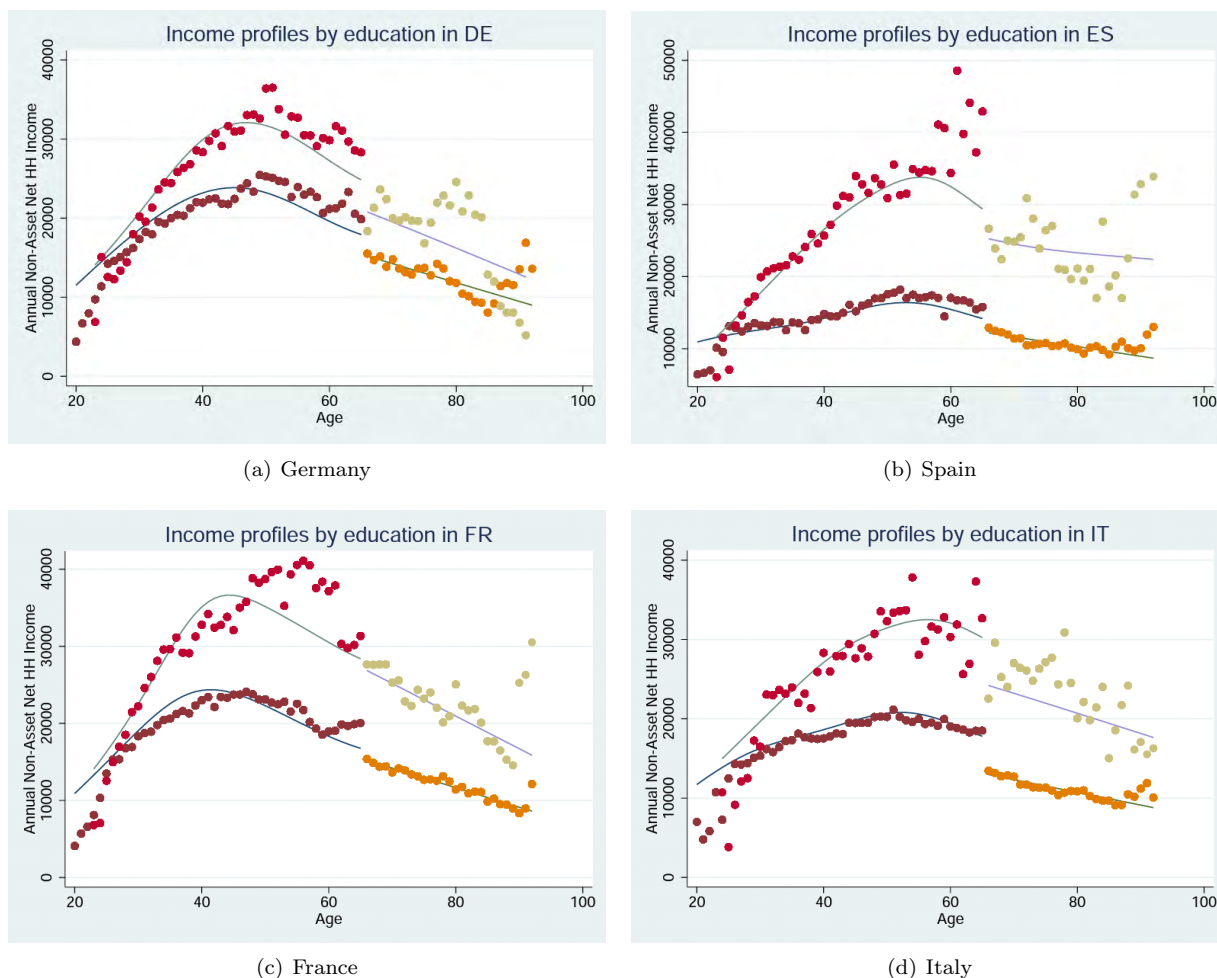 Income profiles by education in DE
Annual Non-Asset Net HH Income
40000
30000
20000
10000
0
20 40 60 80 100
Age
(a) Germany
Income profiles by education in ES
Annual Non-Asset Net HH Income
50000
40000
30000
20000
10000
20 40 60 80 100
Age
(b) Spain
Income profiles by education in FR
Annual Non-Asset Net HH Income
40000
30000
20000
10000
0
20 40 60 80 100
Age
(c) France
Income profiles by education in IT
Annual Non-Asset Net HH Income
40000
30000
20000
10000
0
20 40 60 80 100
Age
(d) Italy